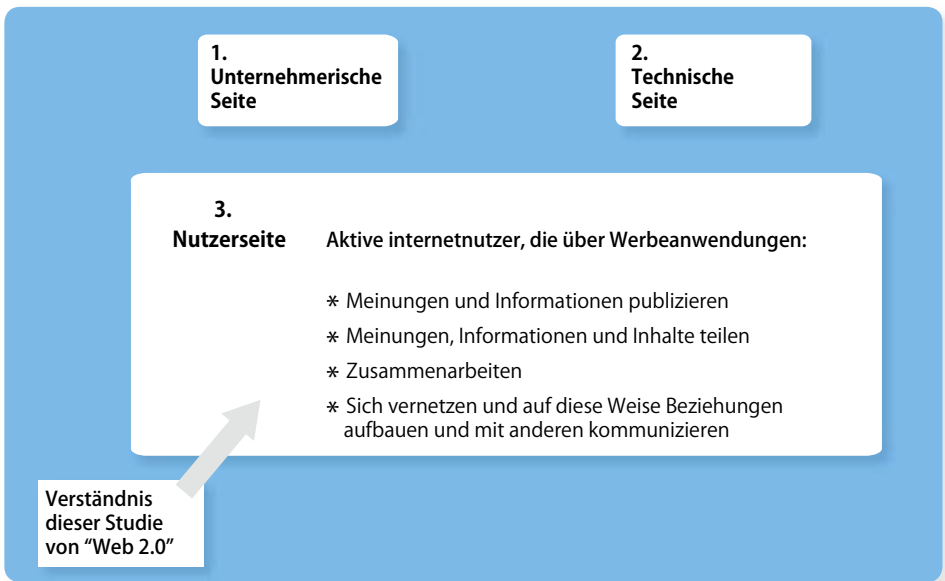 1.
Unternehmerische
Seite
2.
Technische
Seite
3.
Nutzerseite
Aktive internetnutzer, die über Werbeanwendungen:
* Meinungen und Informationen publizieren
* Meinungen, Informationen und Inhalte teilen
* Zusammenarbeiten
* Sich vernetzen und auf diese Weise Beziehungen
aufbauen und mit anderen kommunizieren
Verständnis
dieser Studie
von “Web 2.0”